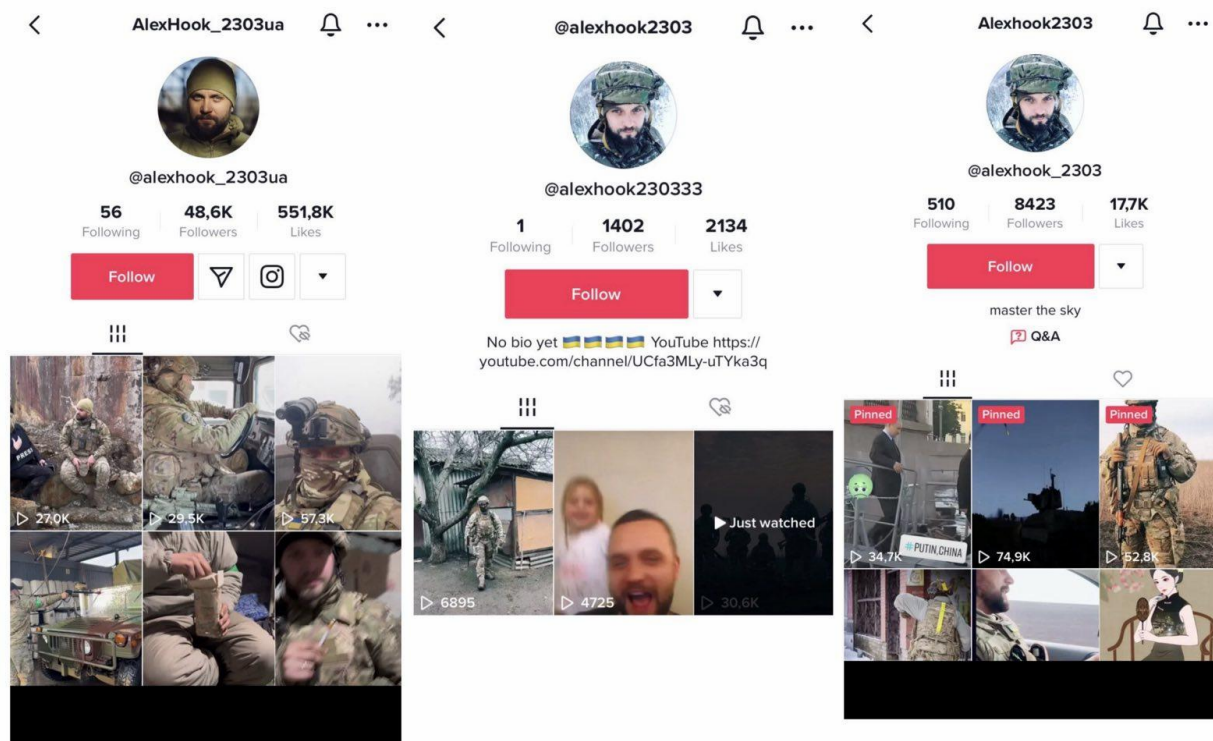 AlexHook_2303ua
@alexhook_2303ua
56
48,6K
551,8K
Following
Followers
Likes
Follow
PRESS
27,0K
29,5K
57,3K
@alexhook2303
@alexhook230333
1
1402
2134
Following
Followers
Likes
Follow
No bio yet 🇺🇦🇺🇦🇺🇦🇺🇦 YouTube https://
youtube.com/channel/UCfa3MLy-uTYka3q
Just watched
6895
4725
30,6K
Alexhook2303
@alexhook_2303
510
8423
17,7K
Following
Followers
Likes
Follow
master the sky
Q&A
Pinned
Pinned
Pinned
#PUTIN,CHINA
34,7K
74,9K
52,8K